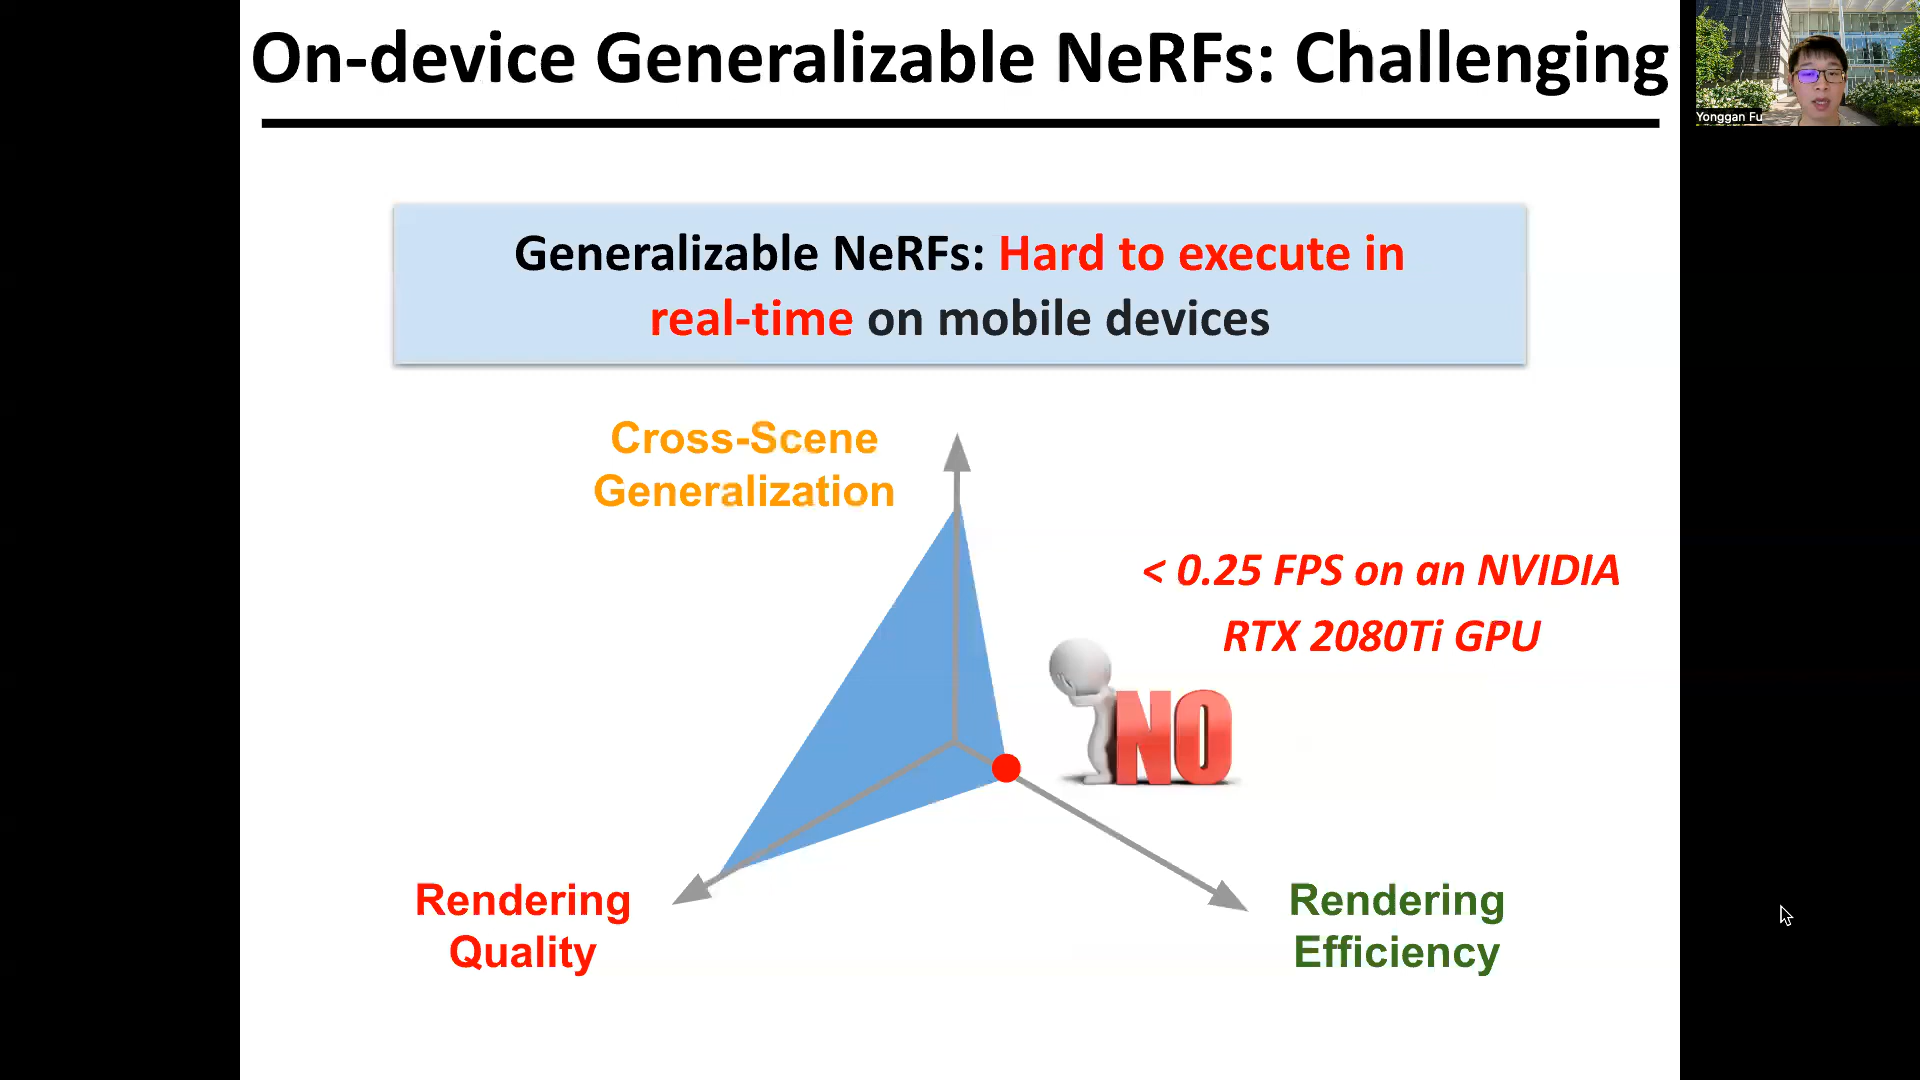 On-device Generalizable NeRFs: Challenging
Yonggan Fu
Generalizable NeRFs: Hard to execute in
real-time on mobile devices
Cross-Scene
Generalization
< 0.25 FPS on an NVIDIA
RTX 2080Ti GPU
NO
Rendering
Quality
Rendering
Efficiency